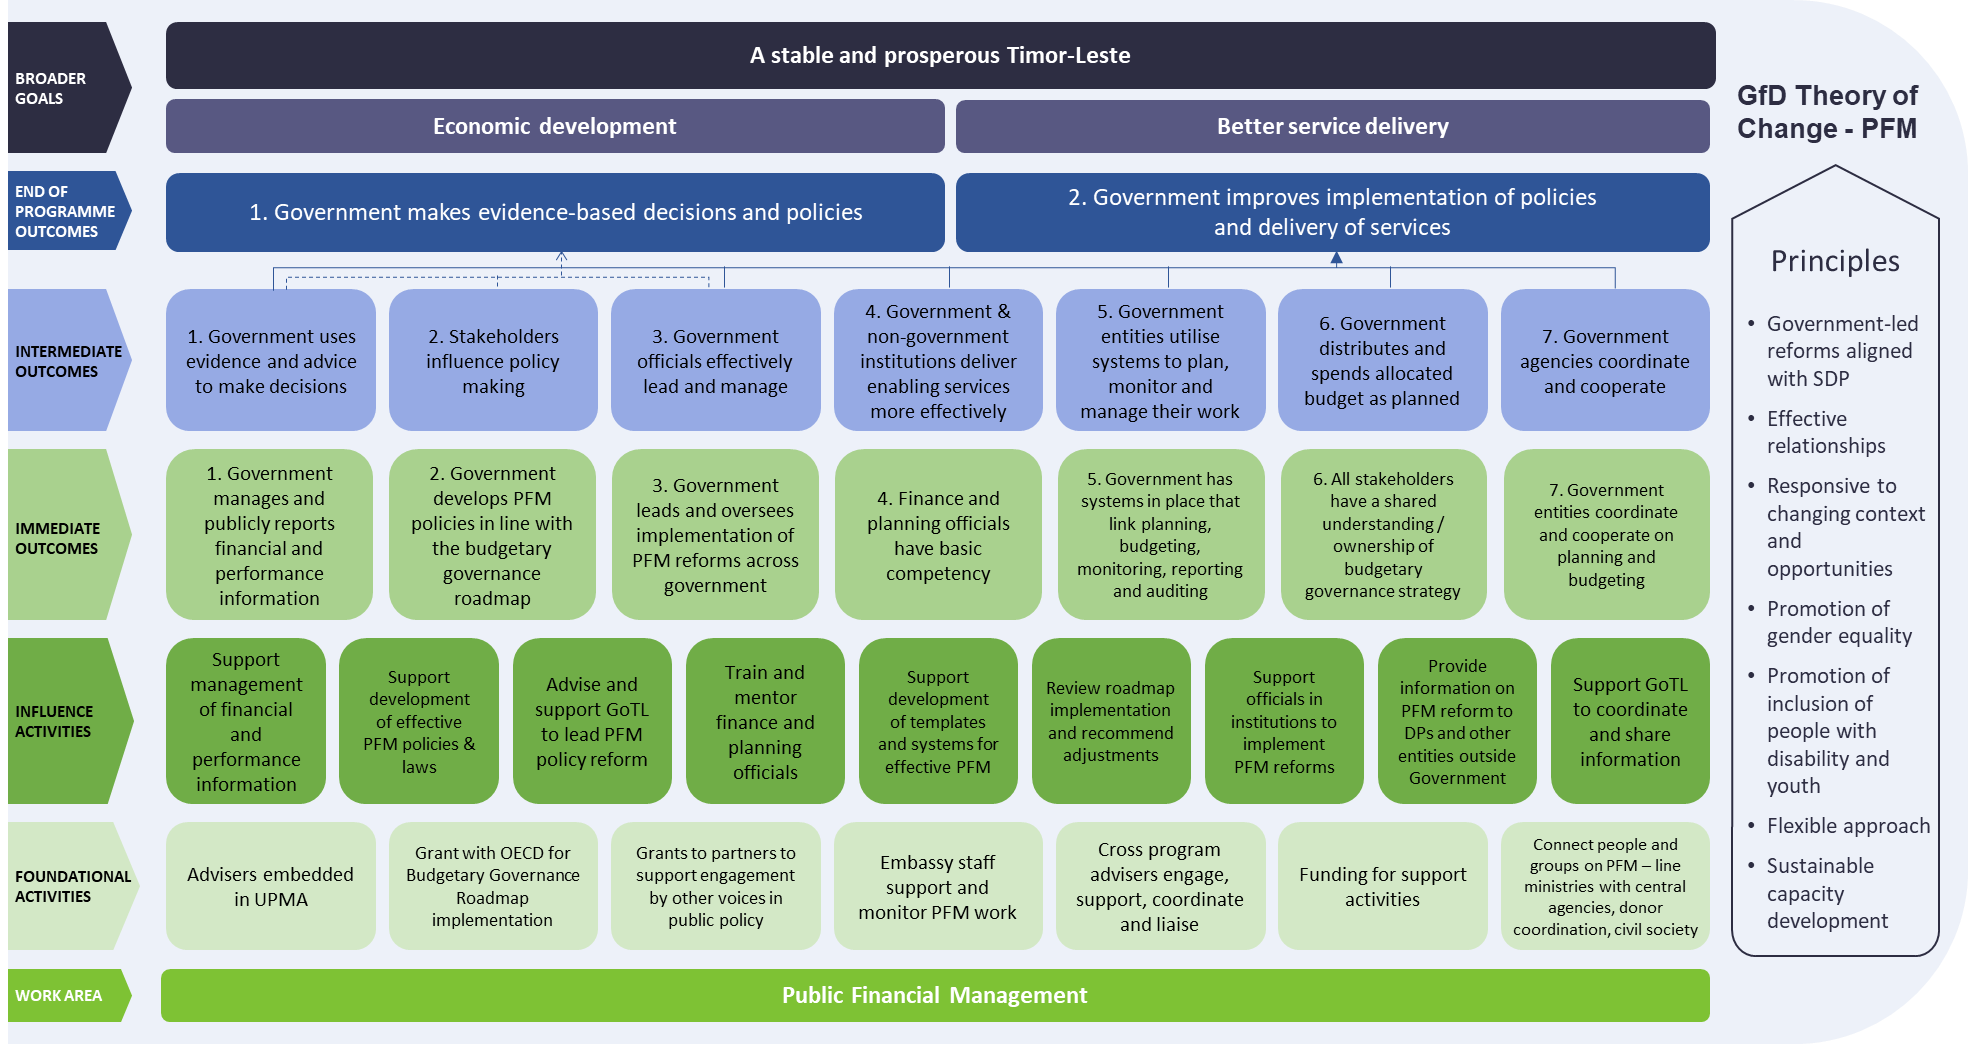 BROADER
GOALS
A stable and prosperous Timor-Leste
Economic development
Better service delivery
GfD Theory of
Change - PFM
END OF
PROGRAMME
OUTCOMES
1. Government makes evidence-based decisions and policies
2. Government improves implementation of policies
and delivery of services
INTERMEDIATE
OUTCOMES
1. Government uses
evidence and advice
to make decisions
2. Stakeholders
influence policy
making
3. Government
officials effectively
lead and manage
4. Government &
non-government
institutions deliver
enabling services
more effectively
5. Government
entities utilise
systems to plan,
monitor and
manage their work
6. Government
distributes and
spends allocated
budget as planned
7. Government
agencies coordinate
and cooperate
IMMEDIATE
OUTCOMES
1. Government
manages and
publicly reports
financial and
performance
information
2. Government
develops PFM
policies in line with
the budgetary
governance
roadmap
3. Government
leads and oversees
implementation of
PFM reforms across
government
4. Finance and
planning officials
have basic
competency
5. Government has
systems in place that
link planning,
budgeting,
monitoring, reporting
and auditing
6. All stakeholders
have a shared
understanding /
ownership of
budgetary
governance strategy
7. Government
entities coordinate
and cooperate on
planning and
budgeting
INFLUENCE
ACTIVITIES
Support
management
of financial
and
performance
information
Support
development
of effective
PFM policies &
laws
Advise and
support GoTL
to lead PFM
policy reform
Train and
mentor
finance and
planning
officials
Support
development
of templates
and systems for
effective PFM
Review roadmap
implementation
and recommend
adjustments
Support
officials in
institutions to
implement
PFM reforms
Provide
information on
PFM reform to
DPs and other
entities outside
Government
Support GoTL
to coordinate
and share
information
FOUNDATIONAL
ACTIVITIES
Advisers embedded
in UPMA
Grant with OECD for
Budgetary Governance
Roadmap
implementation
Grants to partners to
support engagement
by other voices in
public policy
Embassy staff
support and
monitor PFM work
Cross program
advisers engage,
support, coordinate
and liaise
Funding for support
activities
Connect people and
groups on PFM – line
ministries with central
agencies, donor
coordination, civil society
WORK AREA
Public Financial Management
Principles
• Government-led
reforms aligned
with SDP
• Effective
relationships
• Responsive to
changing context
and
opportunities
• Promotion of
gender equality
• Promotion of
inclusion of
people with
disability and
youth
• Flexible approach
• Sustainable
capacity
development